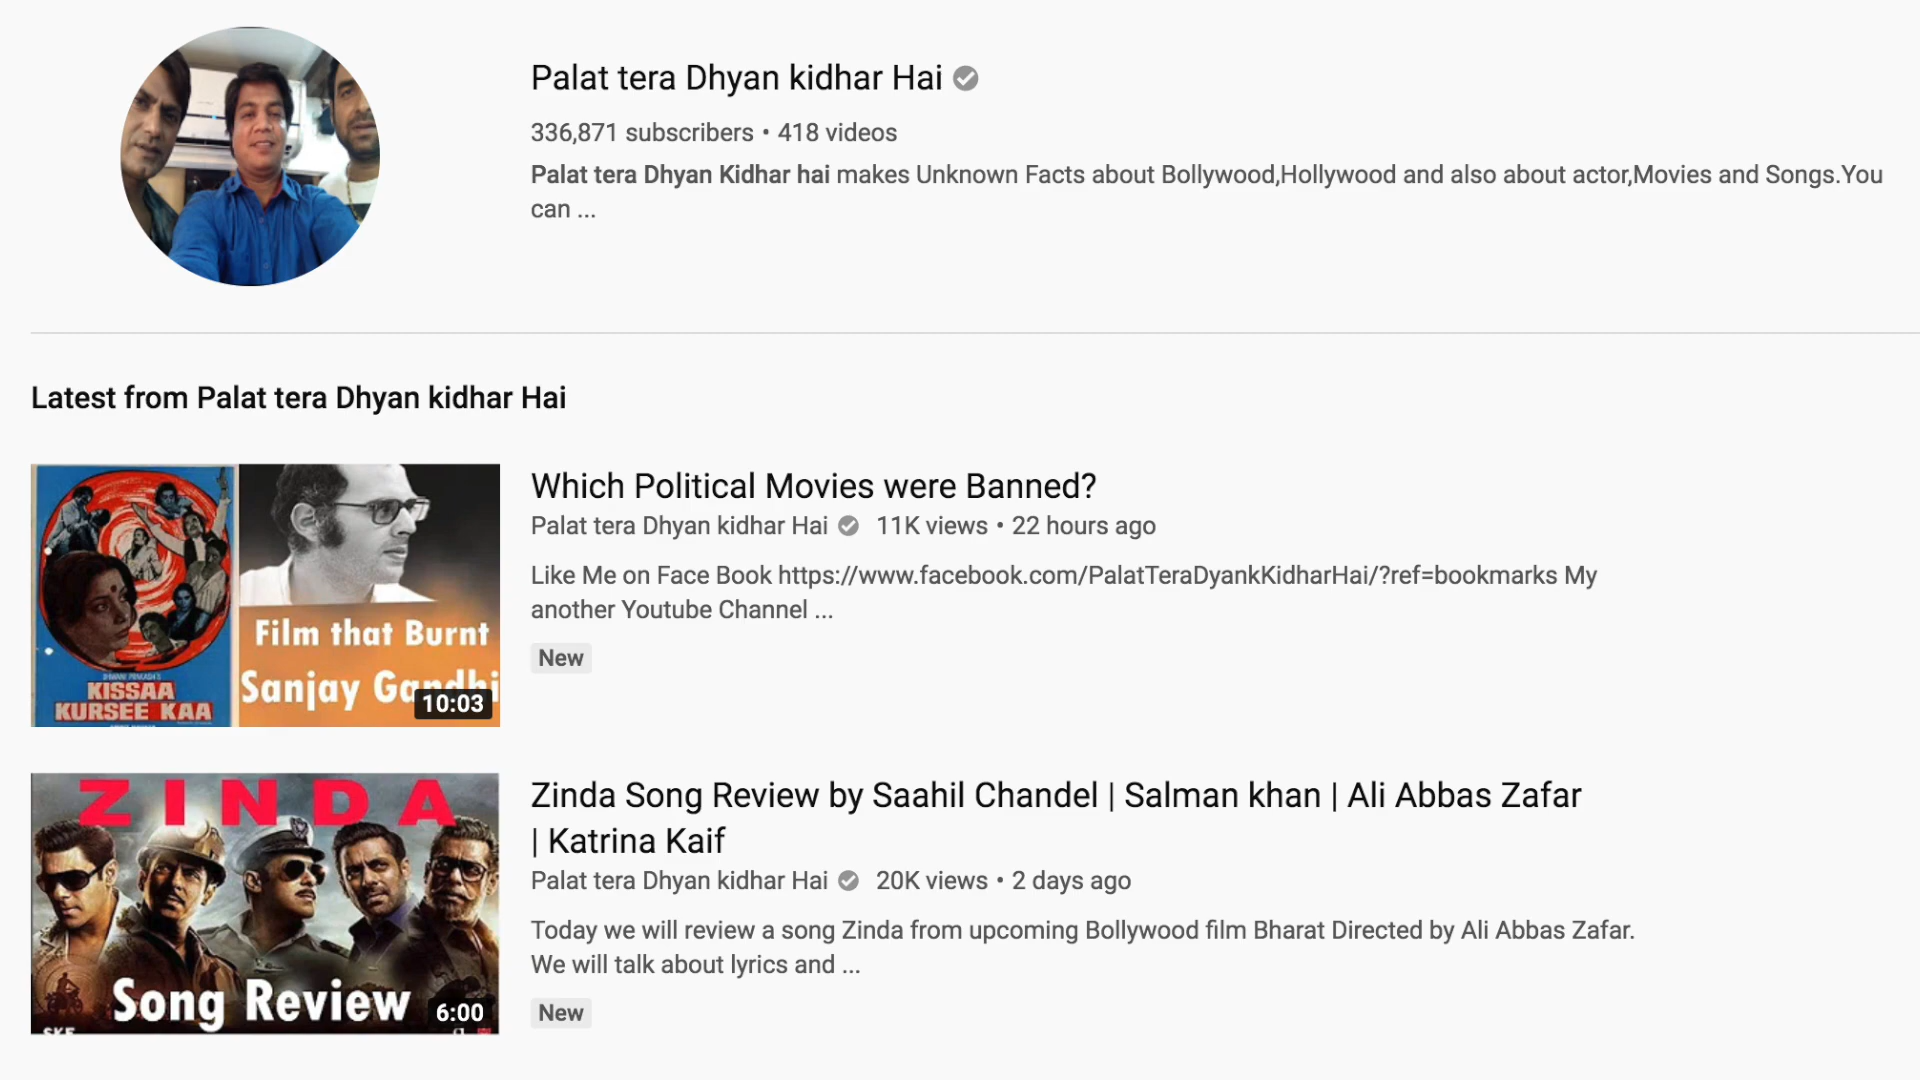 Palat tera Dhyan kidhar Hai
336,871 subscribers • 418 videos
Palat tera Dhyan Kidhar hai makes Unknown Facts about Bollywood,Hollywood and also about actor,Movies and Songs.You
can ...
Latest from Palat tera Dhyan kidhar Hai
KISSAA
KURSEE KAA
Film that Burnt
Sanjay Gandhi
10:03
Which Political Movies were Banned?
Palat tera Dhyan kidhar Hai 11K views • 22 hours ago
Like Me on Face Book https://www.facebook.com/PalatTeraDyankKidharHai/?ref=bookmarks My
another Youtube Channel ...
New
ZINDA
Song Review
6:00
Zinda Song Review by Saahil Chandel | Salman khan | Ali Abbas Zafar
| Katrina Kaif
Palat tera Dhyan kidhar Hai 20K views • 2 days ago
Today we will review a song Zinda from upcoming Bollywood film Bharat Directed by Ali Abbas Zafar.
We will talk about lyrics and ...
New